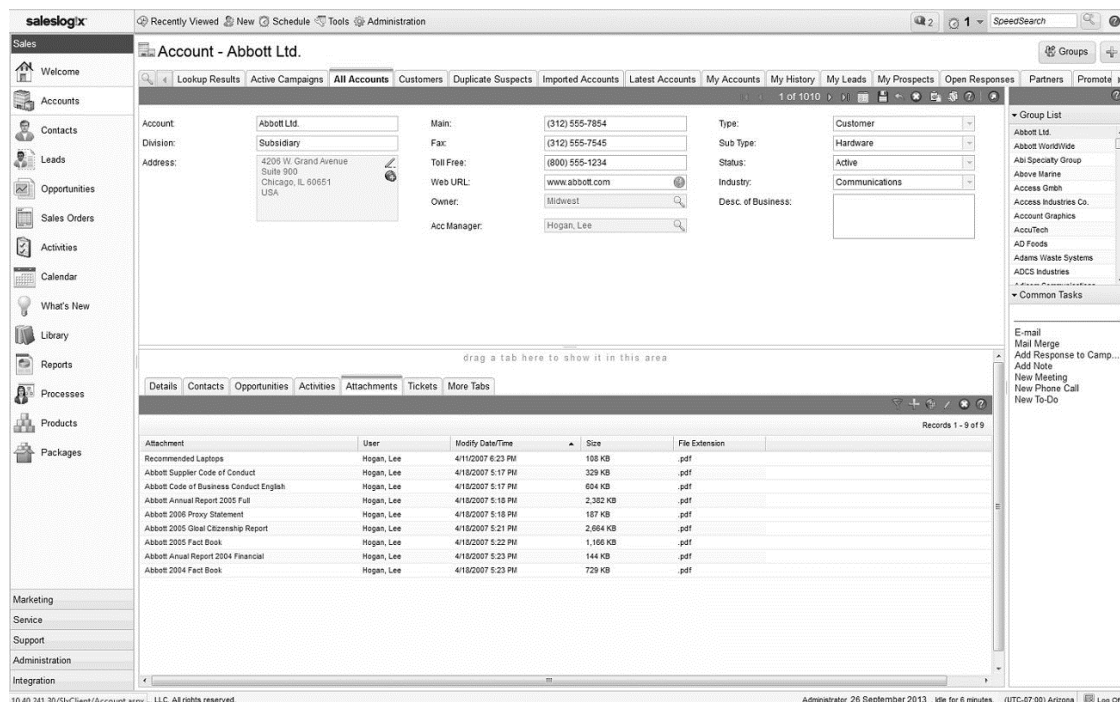 saleslogix
Recently Viewed New Schedule Tools Administration 2 1 SpeedSearch
Sales
Account - Abbott Ltd. Groups
Welcome
Accounts
Contacts
Leads
Opportunities
Sales Orders
Activities
Calendar
What's New
Library
Reports
Processes
Products
Packages
Marketing
Service
Support
Administration
Integration
Lookup Results Active Campaigns All Accounts Customers Duplicate Suspects Imported Accounts Latest Accounts My Accounts My History My Leads My Prospects Open Responses Partners Promote
1 of 1010
Account: Abbott Ltd. Main: (312) 555-7854 Type: Customer
Division: Subsidiary Fax: (312) 555-7545 Sub Type: Hardware
Address: 4206 W. Grand Avenue Toll Free: (800) 555-1234 Status: Active
Suite 900
Chicago, IL 60651 Web URL: www.abbott.com Industry: Communications
USA
Owner: Midwest Desc. of Business:
Acc Manager: Hogan, Lee
drag a tab here to show it in this area
Details Contacts Opportunities Activities Attachments Tickets More Tabs
Records 1 - 9 of 9
Attachment User Modify Date/Time Size File Extension
Recommended Laptops Hogan, Lee 4/11/2007 6:23 PM 108 KB .pdf
Abbott Supplier Code of Conduct Hogan, Lee 4/18/2007 5:17 PM 329 KB .pdf
Abbott Code of Business Conduct English Hogan, Lee 4/18/2007 5:17 PM 604 KB .pdf
Abbott Annual Report 2005 Full Hogan, Lee 4/18/2007 5:18 PM 2,382 KB .pdf
Abbott 2006 Proxy Statement Hogan, Lee 4/18/2007 5:18 PM 187 KB .pdf
Abbott 2005 Gloal Citizenship Report Hogan, Lee 4/18/2007 5:21 PM 2,664 KB .pdf
Abbott 2005 Fact Book Hogan, Lee 4/18/2007 5:22 PM 1,166 KB .pdf
Abbott Anual Report 2004 Financial Hogan, Lee 4/18/2007 5:23 PM 144 KB .pdf
Abbott 2004 Fact Book Hogan, Lee 4/18/2007 5:23 PM 729 KB .pdf
Group List
Abbott Ltd.
Abbott WorldWide
Abi Specialty Group
Above Marine
Access Gmbh
Access Industries Co.
Account Graphics
AccuTech
AD Foods
Adams Waste Systems
ADCS Industries
Common Tasks
E-mail
Mail Merge
Add Response to Camp...
Add Note
New Meeting
New Phone Call
New To-Do
10.40.241.30/SlxClient/Account.aspx LLC. All rights reserved. Administrator 26 September 2013 Idle for 6 minutes. (UTC-07:00) Arizona Log Of